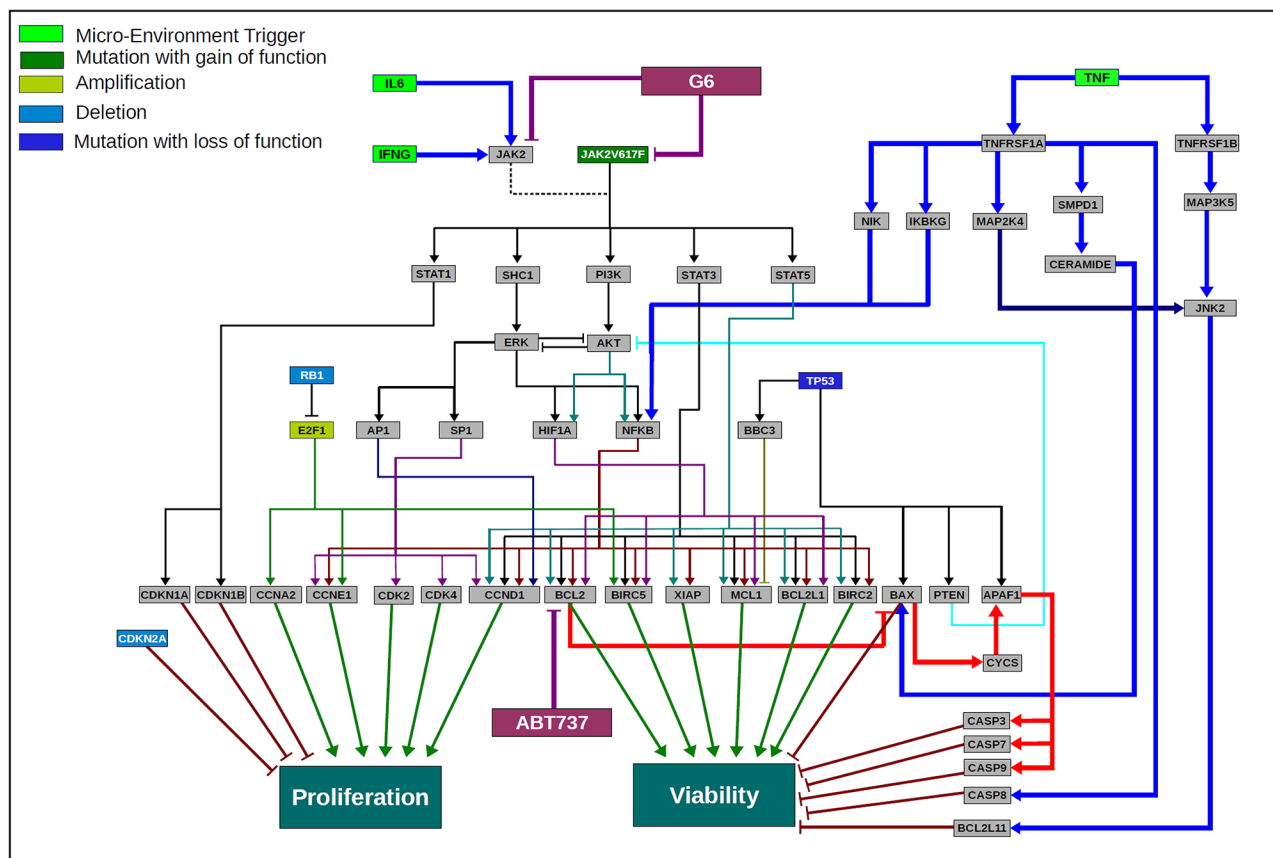 Micro-Environment Trigger
Mutation with gain of function
Amplification
Deletion
Mutation with loss of function
IL6
G6
TNF
IFNG
JAK2
JAK2V617F
TNFRSF1A
TNFRSF1B
NIK
IKBKG
MAP2K4
SMPD1
MAP3K5
CERAMIDE
STAT1
SHC1
PI3K
STAT3
STAT5
JNK2
ERK
AKT
RB1
TP53
E2F1
AP1
SP1
HIF1A
NFKB
BBC3
CDKN1A
CDKN1B
CCNA2
CCNE1
CDK2
CDK4
CCND1
BCL2
BIRC5
XIAP
MCL1
BCL2L1
BIRC2
BAX
PTEN
APAF1
CDKN2A
CYCS
ABT737
CASP3
CASP7
CASP9
CASP8
BCL2L11
Proliferation
Viability